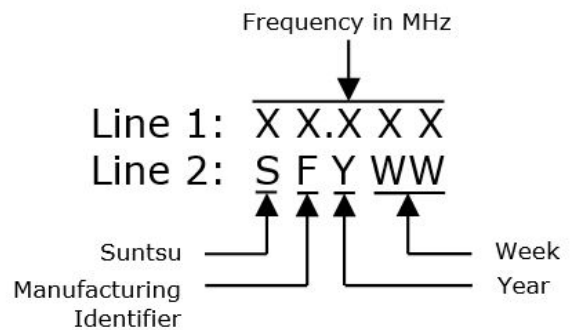 Frequency in MHz
Line 1: X X.X X X
Line 2: S F Y WW
Suntsu
Week
Manufacturing
Identifier
Year